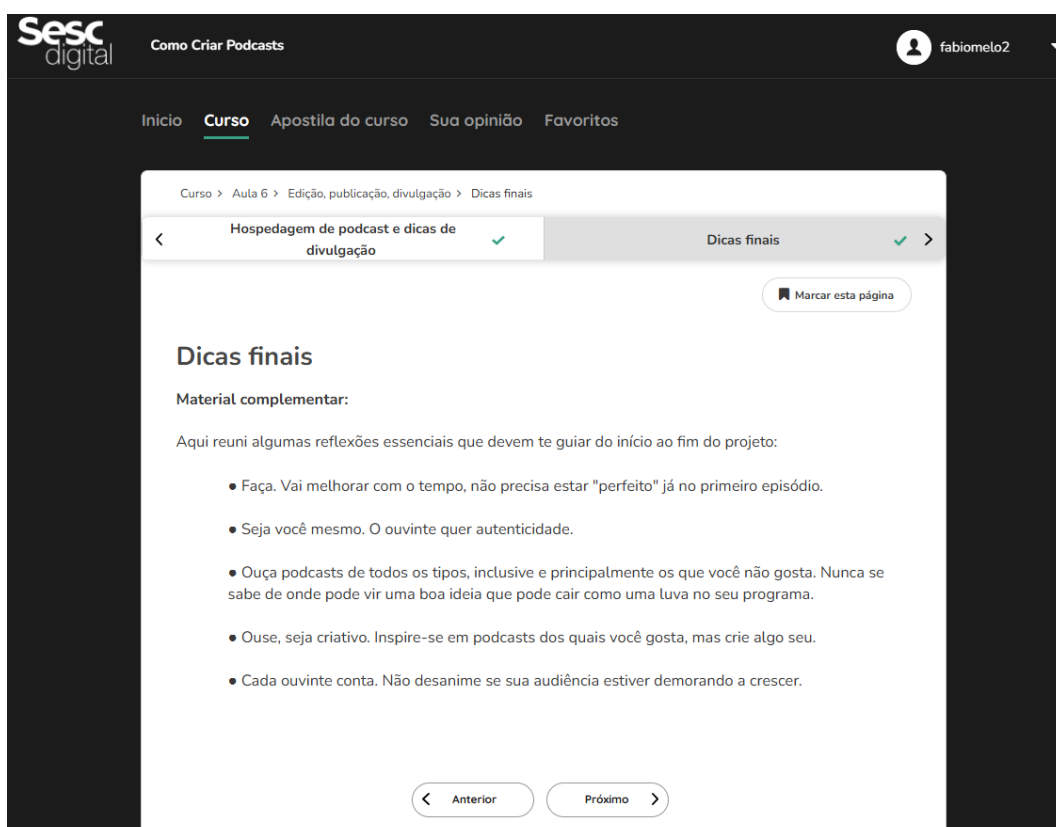 Sesc
digital
Como Criar Podcasts
fabiomelo2
Inicio Curso Apostila do curso Sua opinião Favoritos
Curso > Aula 6 > Edição, publicação, divulgação > Dicas finais
Hospedagem de podcast e dicas de
divulgação
Dicas finais
Marcar esta página
Dicas finais
Material complementar:
Aqui reuni algumas reflexões essenciais que devem te guiar do início ao fim do projeto:
● Faça. Vai melhorar com o tempo, não precisa estar "perfeito" já no primeiro episódio.
● Seja você mesmo. O ouvinte quer autenticidade.
● Ouça podcasts de todos os tipos, inclusive e principalmente os que você não gosta. Nunca se
sabe de onde pode vir uma boa ideia que pode cair como uma luva no seu programa.
● Ouse, seja criativo. Inspire-se em podcasts dos quais você gosta, mas crie algo seu.
● Cada ouvinte conta. Não desanime se sua audiência estiver demorando a crescer.
Anterior
Próximo